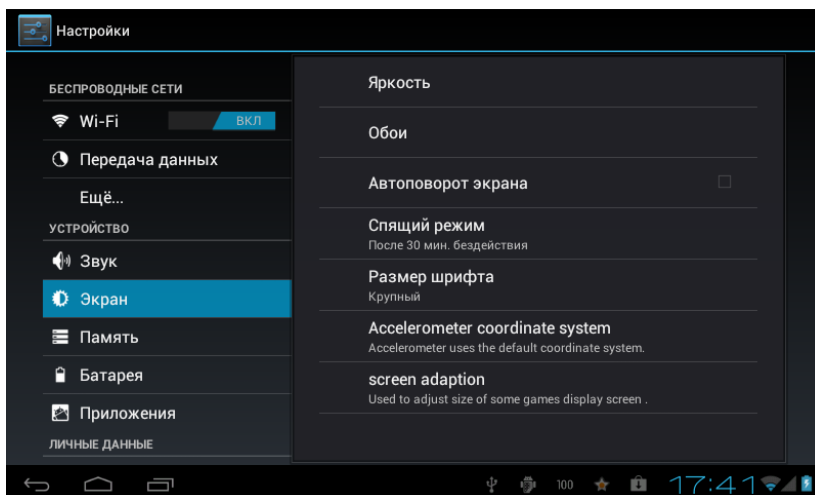 Настройки
БЕСПРОВОДНЫЕ СЕТИ
Wi-Fi
ВКЛ
Передача данных
Ещё...
УСТРОЙСТВО
Звук
Экран
Память
Батарея
Приложения
ЛИЧНЫЕ ДАННЫЕ
Яркость
Обои
Автоповорот экрана
Спящий режим
После 30 мин. бездействия
Размер шрифта
Крупный
Accelerometer coordinate system
Accelerometer uses the default coordinate system.
screen adaption
Used to adjust size of some games display screen .
100
17:41